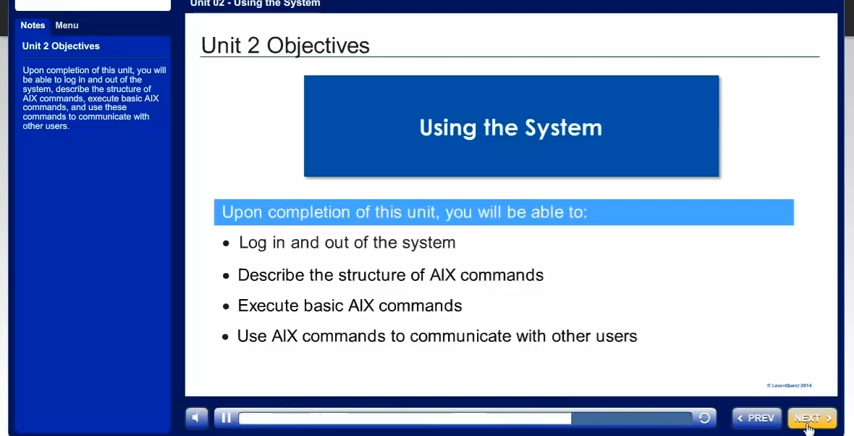 Unit 02 - Using the System
Notes Menu
Unit 2 Objectives
Upon completion of this unit, you will
be able to log in and out of the
system, describe the structure of
AIX commands, execute basic AIX
commands, and use these
commands to communicate with
other users.
Unit 2 Objectives
Using the System
Upon completion of this unit, you will be able to:
• Log in and out of the system
• Describe the structure of AIX commands
• Execute basic AIX commands
• Use AIX commands to communicate with other users
© LearnQuest 2014
< PREV NEXT >